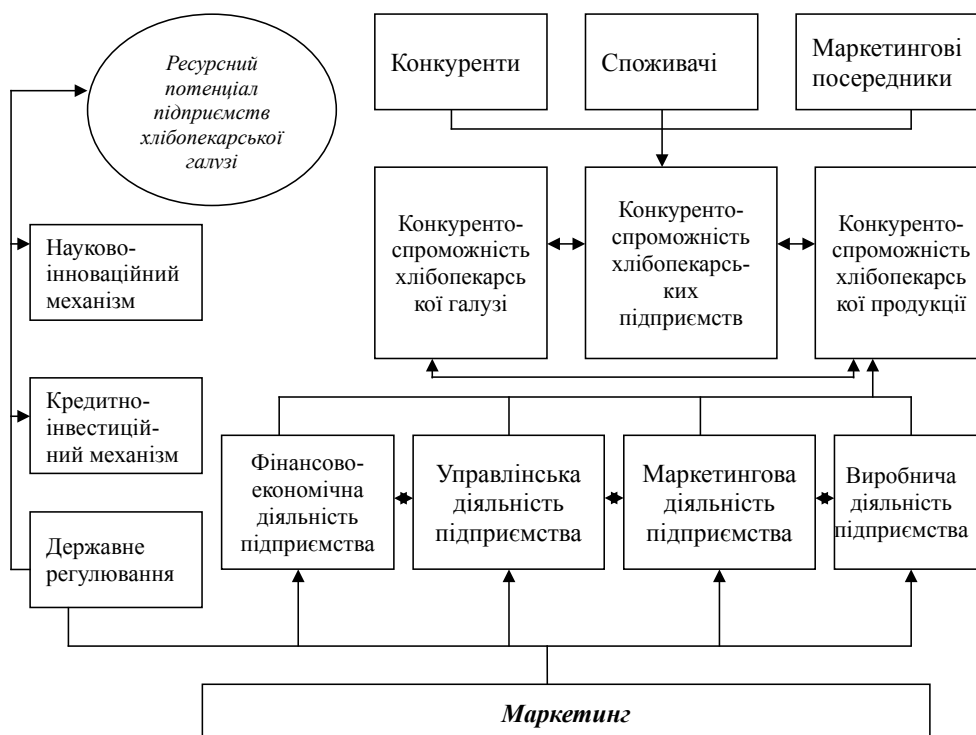 Ресурсний
потенціал
підприємств
хлібопекарської
галузі
Конкуренти
Споживачі
Маркетингові
посередники
Науково-
інноваційний
механізм
Конкуренто-
спроможність
хлібопекарсь
кої галузі
Конкуренто-
спроможність
хлібопекарсь-
ких
підприємств
Конкуренто-
спроможність
хлібопекарсь
кої продукції
Кредитно-
інвестицій-
ний механізм
Фінансово-
економічна
діяльність
підприємства
Управлінська
діяльність
підприємства
Маркетингова
діяльність
підприємства
Виробнича
діяльність
підприємства
Державне
регулювання
Маркетинг